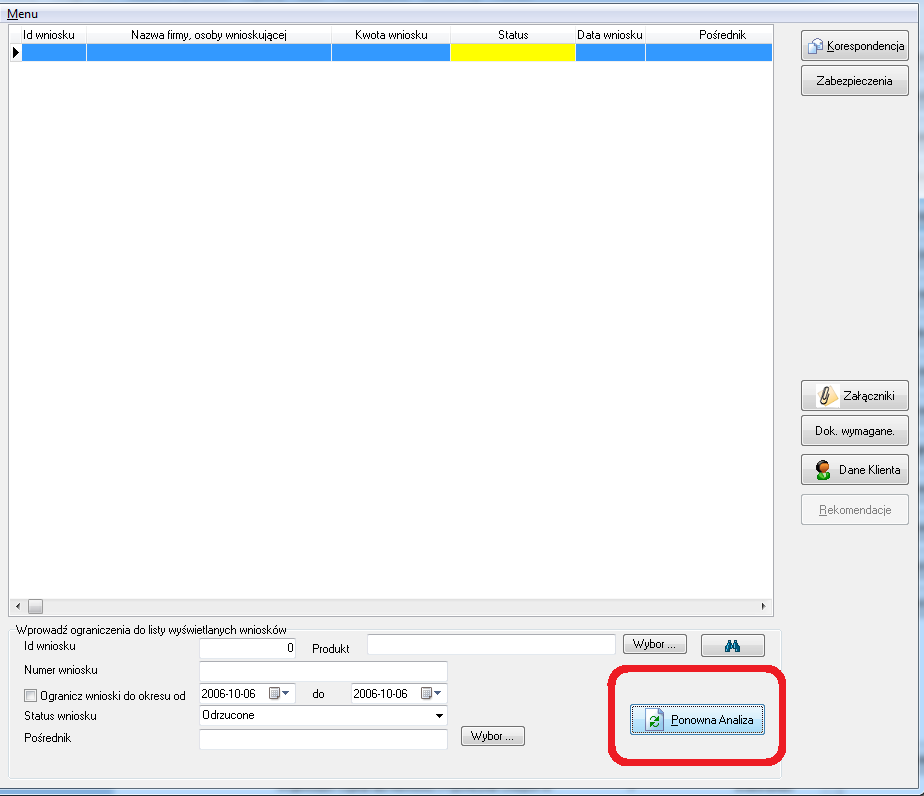 Menu
Id wniosku Nazwa firmy, osoby wnioskującej Kwota wniosku Status Data wniosku Pośrednik
Korespondencja
Zabezpieczenia
Załączniki
Dok. wymagane.
Dane Klienta
Rekomendacje
Wprowadź ograniczenia do listy wyświetlanych wniosków
Id wniosku 0 Produkt Wybor ...
Numer wniosku
Ogranicz wnioski do okresu od 2006-10-06 do 2006-10-06
Status wniosku Odrzucone
Ponowna Analiza
Pośrednik Wybor ...